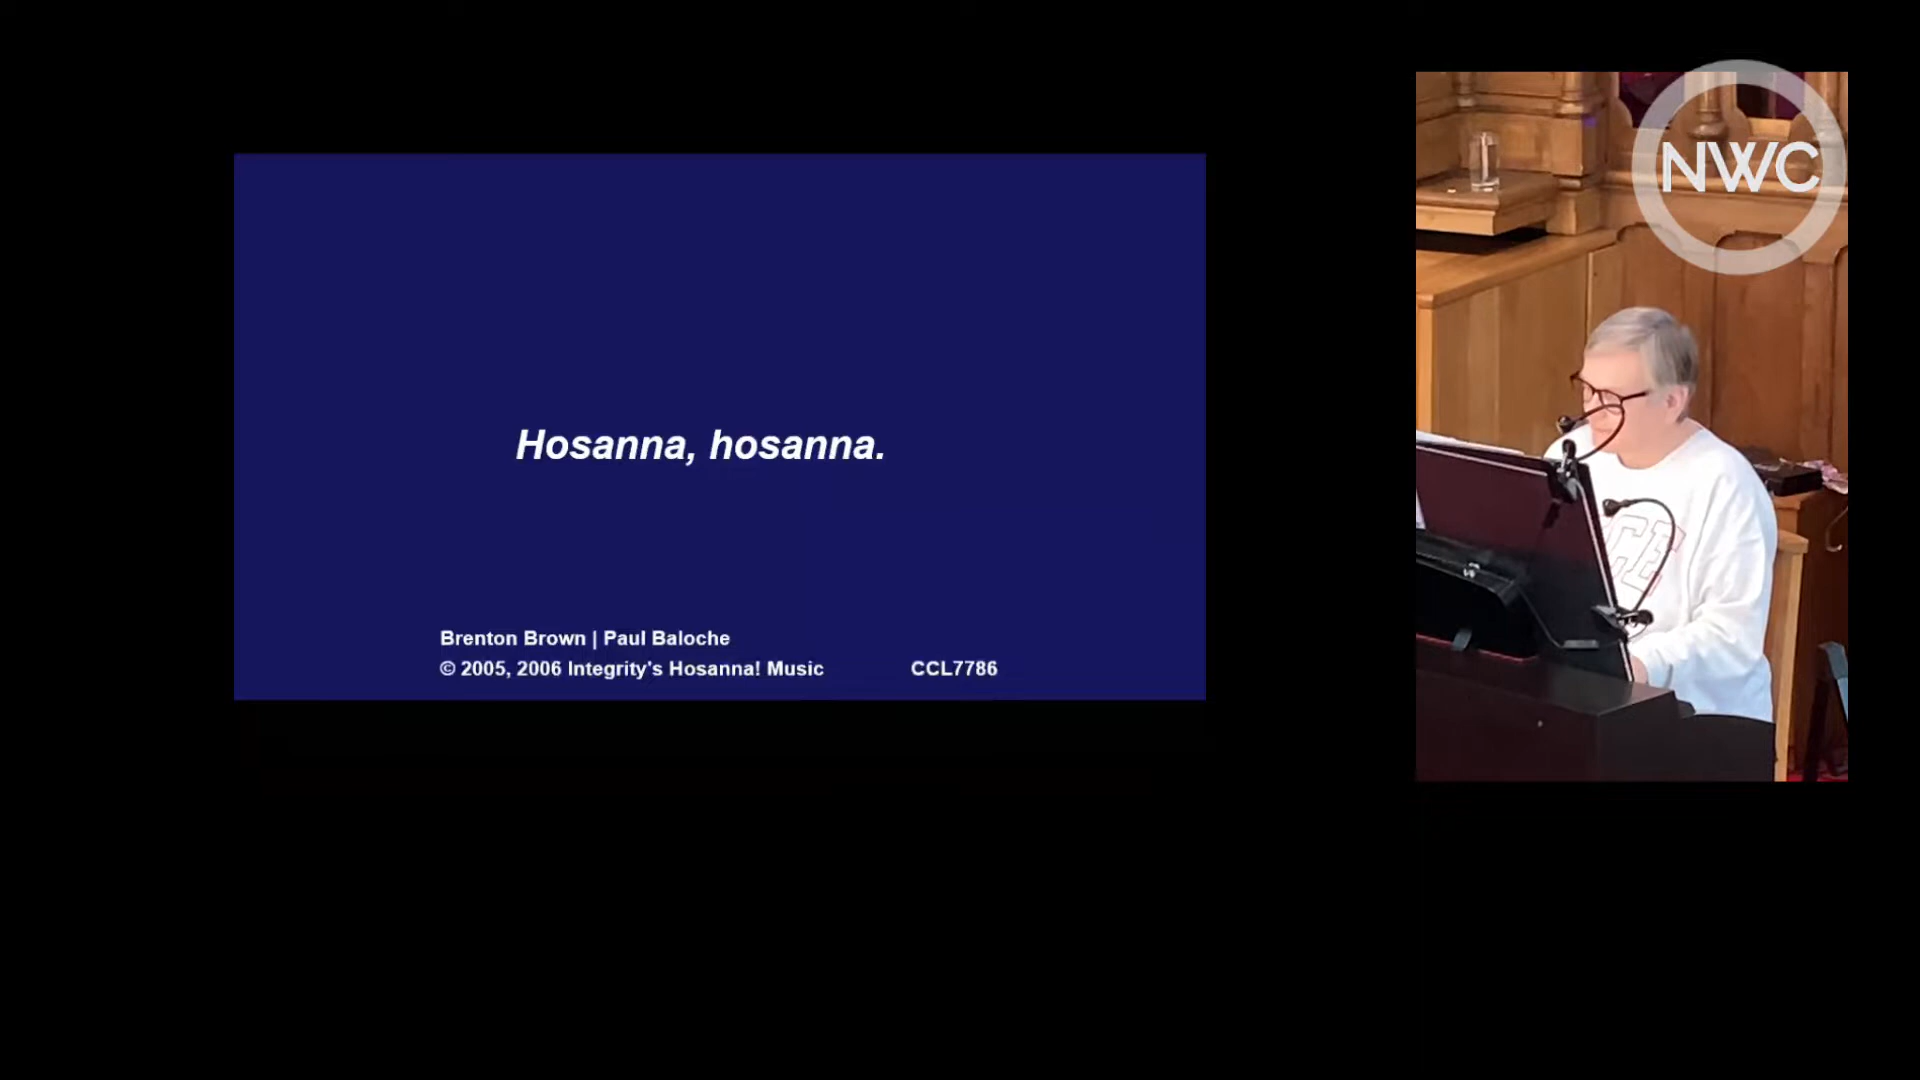 Hosanna, hosanna.
Brenton Brown | Paul Baloche
© 2005, 2006 Integrity's Hosanna! Music CCL7786
NWC